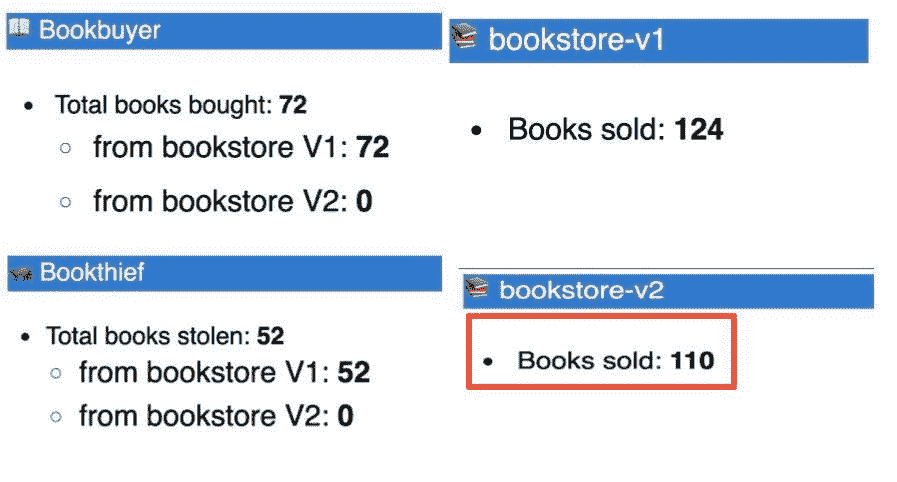 Bookbuyer
Total books bought: 72
from bookstore V1: 72
from bookstore V2: 0
bookstore-v1
Books sold: 124
Bookthief
Total books stolen: 52
from bookstore V1: 52
from bookstore V2: 0
bookstore-v2
Books sold: 110